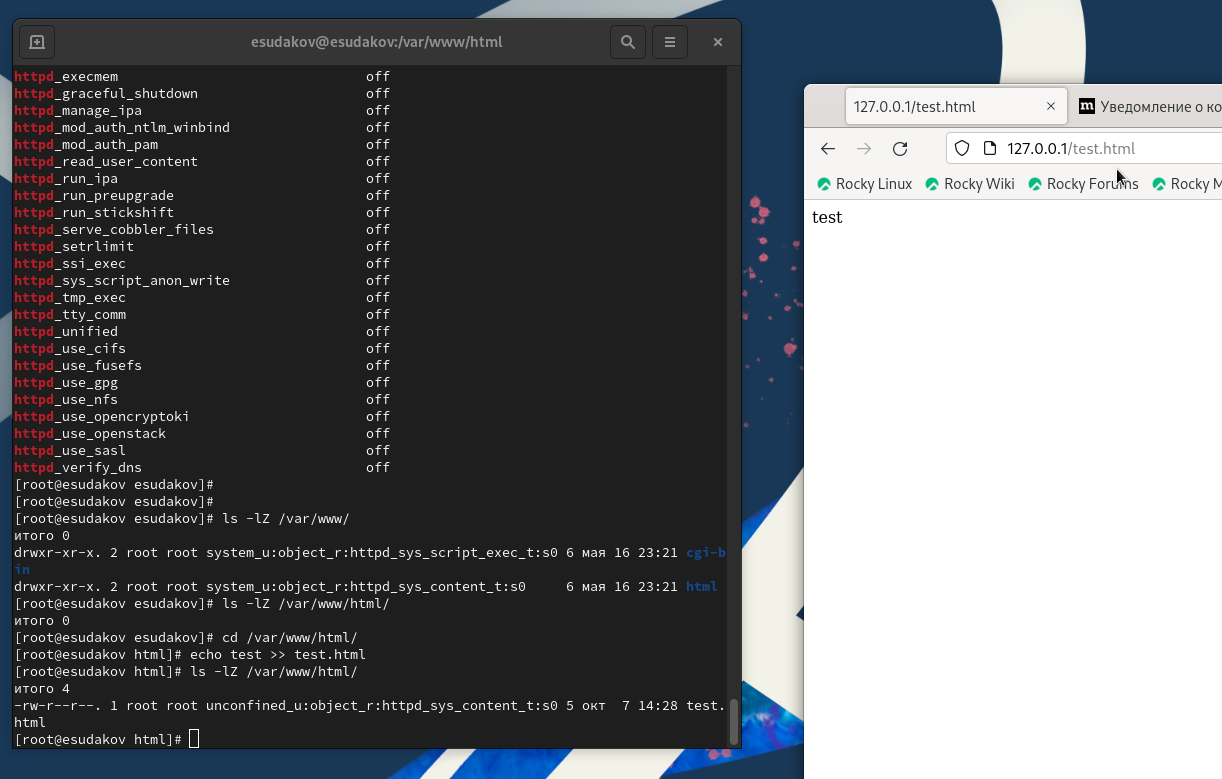 esudakov@esudakov:/var/www/html
httpd_execmem off
httpd_graceful_shutdown off
httpd_manage_ipa off
httpd_mod_auth_ntlm_winbind off
httpd_mod_auth_pam off
httpd_read_user_content off
httpd_run_ipa off
httpd_run_preupgrade off
httpd_run_stickshift off
httpd_serve_cobbler_files off
httpd_setrlimit off
httpd_ssi_exec off
httpd_sys_script_anon_write off
httpd_tmp_exec off
httpd_tty_comm off
httpd_unified off
httpd_use_cifs off
httpd_use_fusefs off
httpd_use_gpg off
httpd_use_nfs off
httpd_use_opencryptoki off
httpd_use_openstack off
httpd_use_sasl off
httpd_verify_dns off
[root@esudakov esudakov]#
[root@esudakov esudakov]#
[root@esudakov esudakov]# ls -lZ /var/www/
итого 0
drwxr-xr-x. 2 root root system_u:object_r:httpd_sys_script_exec_t:s0 6 мая 16 23:21 cgi-b
in
drwxr-xr-x. 2 root root system_u:object_r:httpd_sys_content_t:s0 6 мая 16 23:21 html
[root@esudakov esudakov]# ls -lZ /var/www/html/
итого 0
[root@esudakov esudakov]# cd /var/www/html/
[root@esudakov html]# echo test >> test.html
[root@esudakov html]# ls -lZ /var/www/html/
итого 4
-rw-r--r--. 1 root root unconfined_u:object_r:httpd_sys_content_t:s0 5 окт 7 14:28 test.
html
[root@esudakov html]#
127.0.0.1/test.html m Уведомление о ко
127.0.0.1/test.html
Rocky Linux Rocky Wiki Rocky Forums Rocky M
test